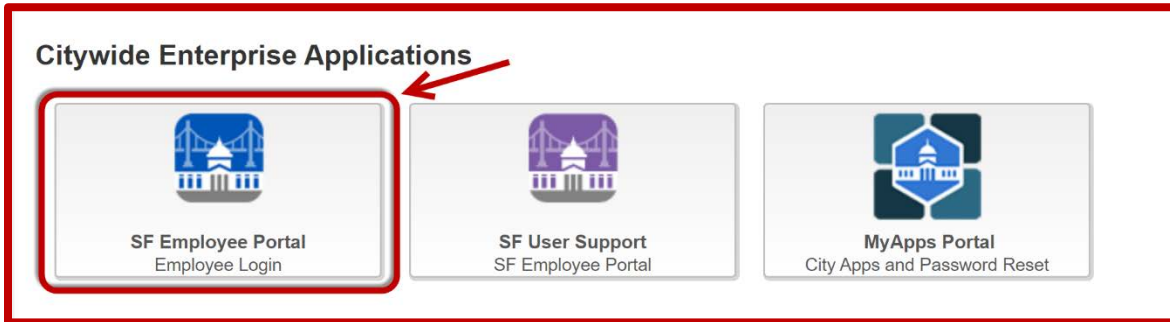 Citywide Enterprise Applications
SF Employee Portal
Employee Login
SF User Support
SF Employee Portal
MyApps Portal
City Apps and Password Reset